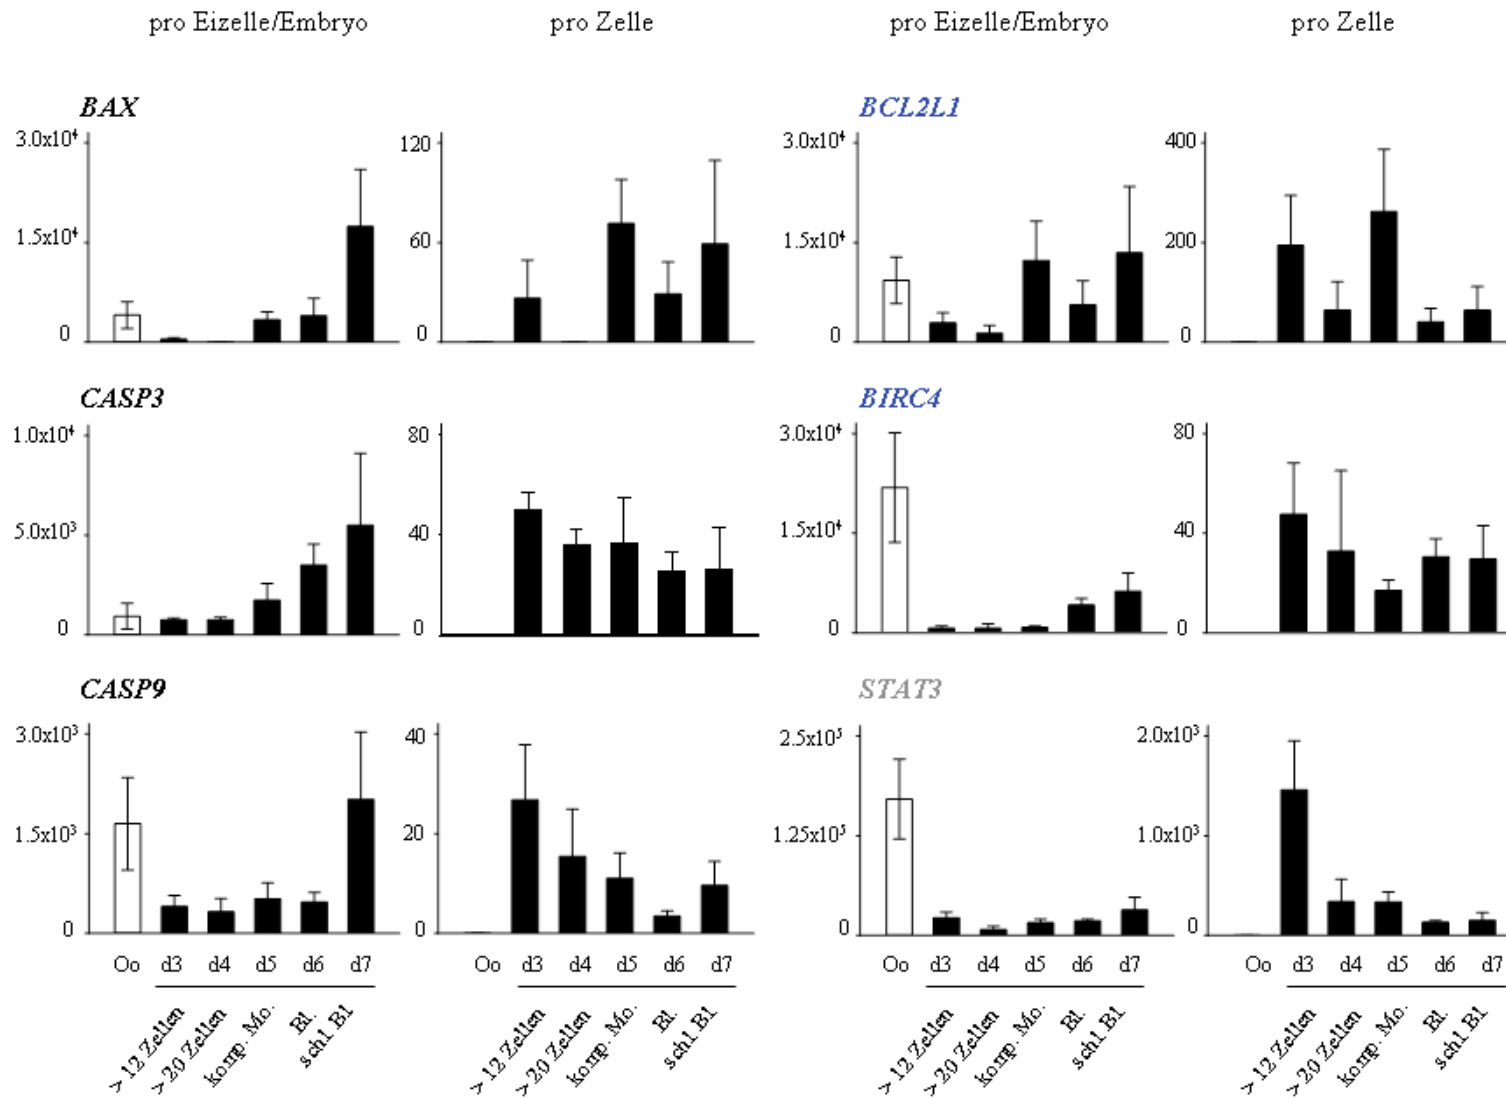 pro Eizelle/Embryo pro Zelle pro Eizelle/Embryo pro Zelle
BAX BCL2L1
3.0x10⁴ 120 3.0x10⁴ 400
1.5x10⁴ 60 1.5x10⁴ 200
0 0 0 0
CASP3 BIRC4
1.0x10⁴ 80 3.0x10⁴ 80
5.0x10³ 40 1.5x10⁴ 40
0 0 0 0
CASP9 STAT3
3.0x10³ 40 2.5x10⁵ 2.0x10³
1.5x10³ 20 1.25x10⁵ 1.0x10³
0 0 0 0
Oo d3 d4 d5 d6 d7 Oo d3 d4 d5 d6 d7 Oo d3 d4 d5 d6 d7 Oo d3 d4 d5 d6 d7
> 12 Zellen > 20 Zellen komp. Mo. Bl. schl. Bl > 12 Zellen > 20 Zellen komp. Mo. Bl. schl. Bl > 12 Zellen > 20 Zellen komp. Mo. Bl. schl. Bl > 12 Zellen > 20 Zellen komp. Mo. Bl. schl. Bl